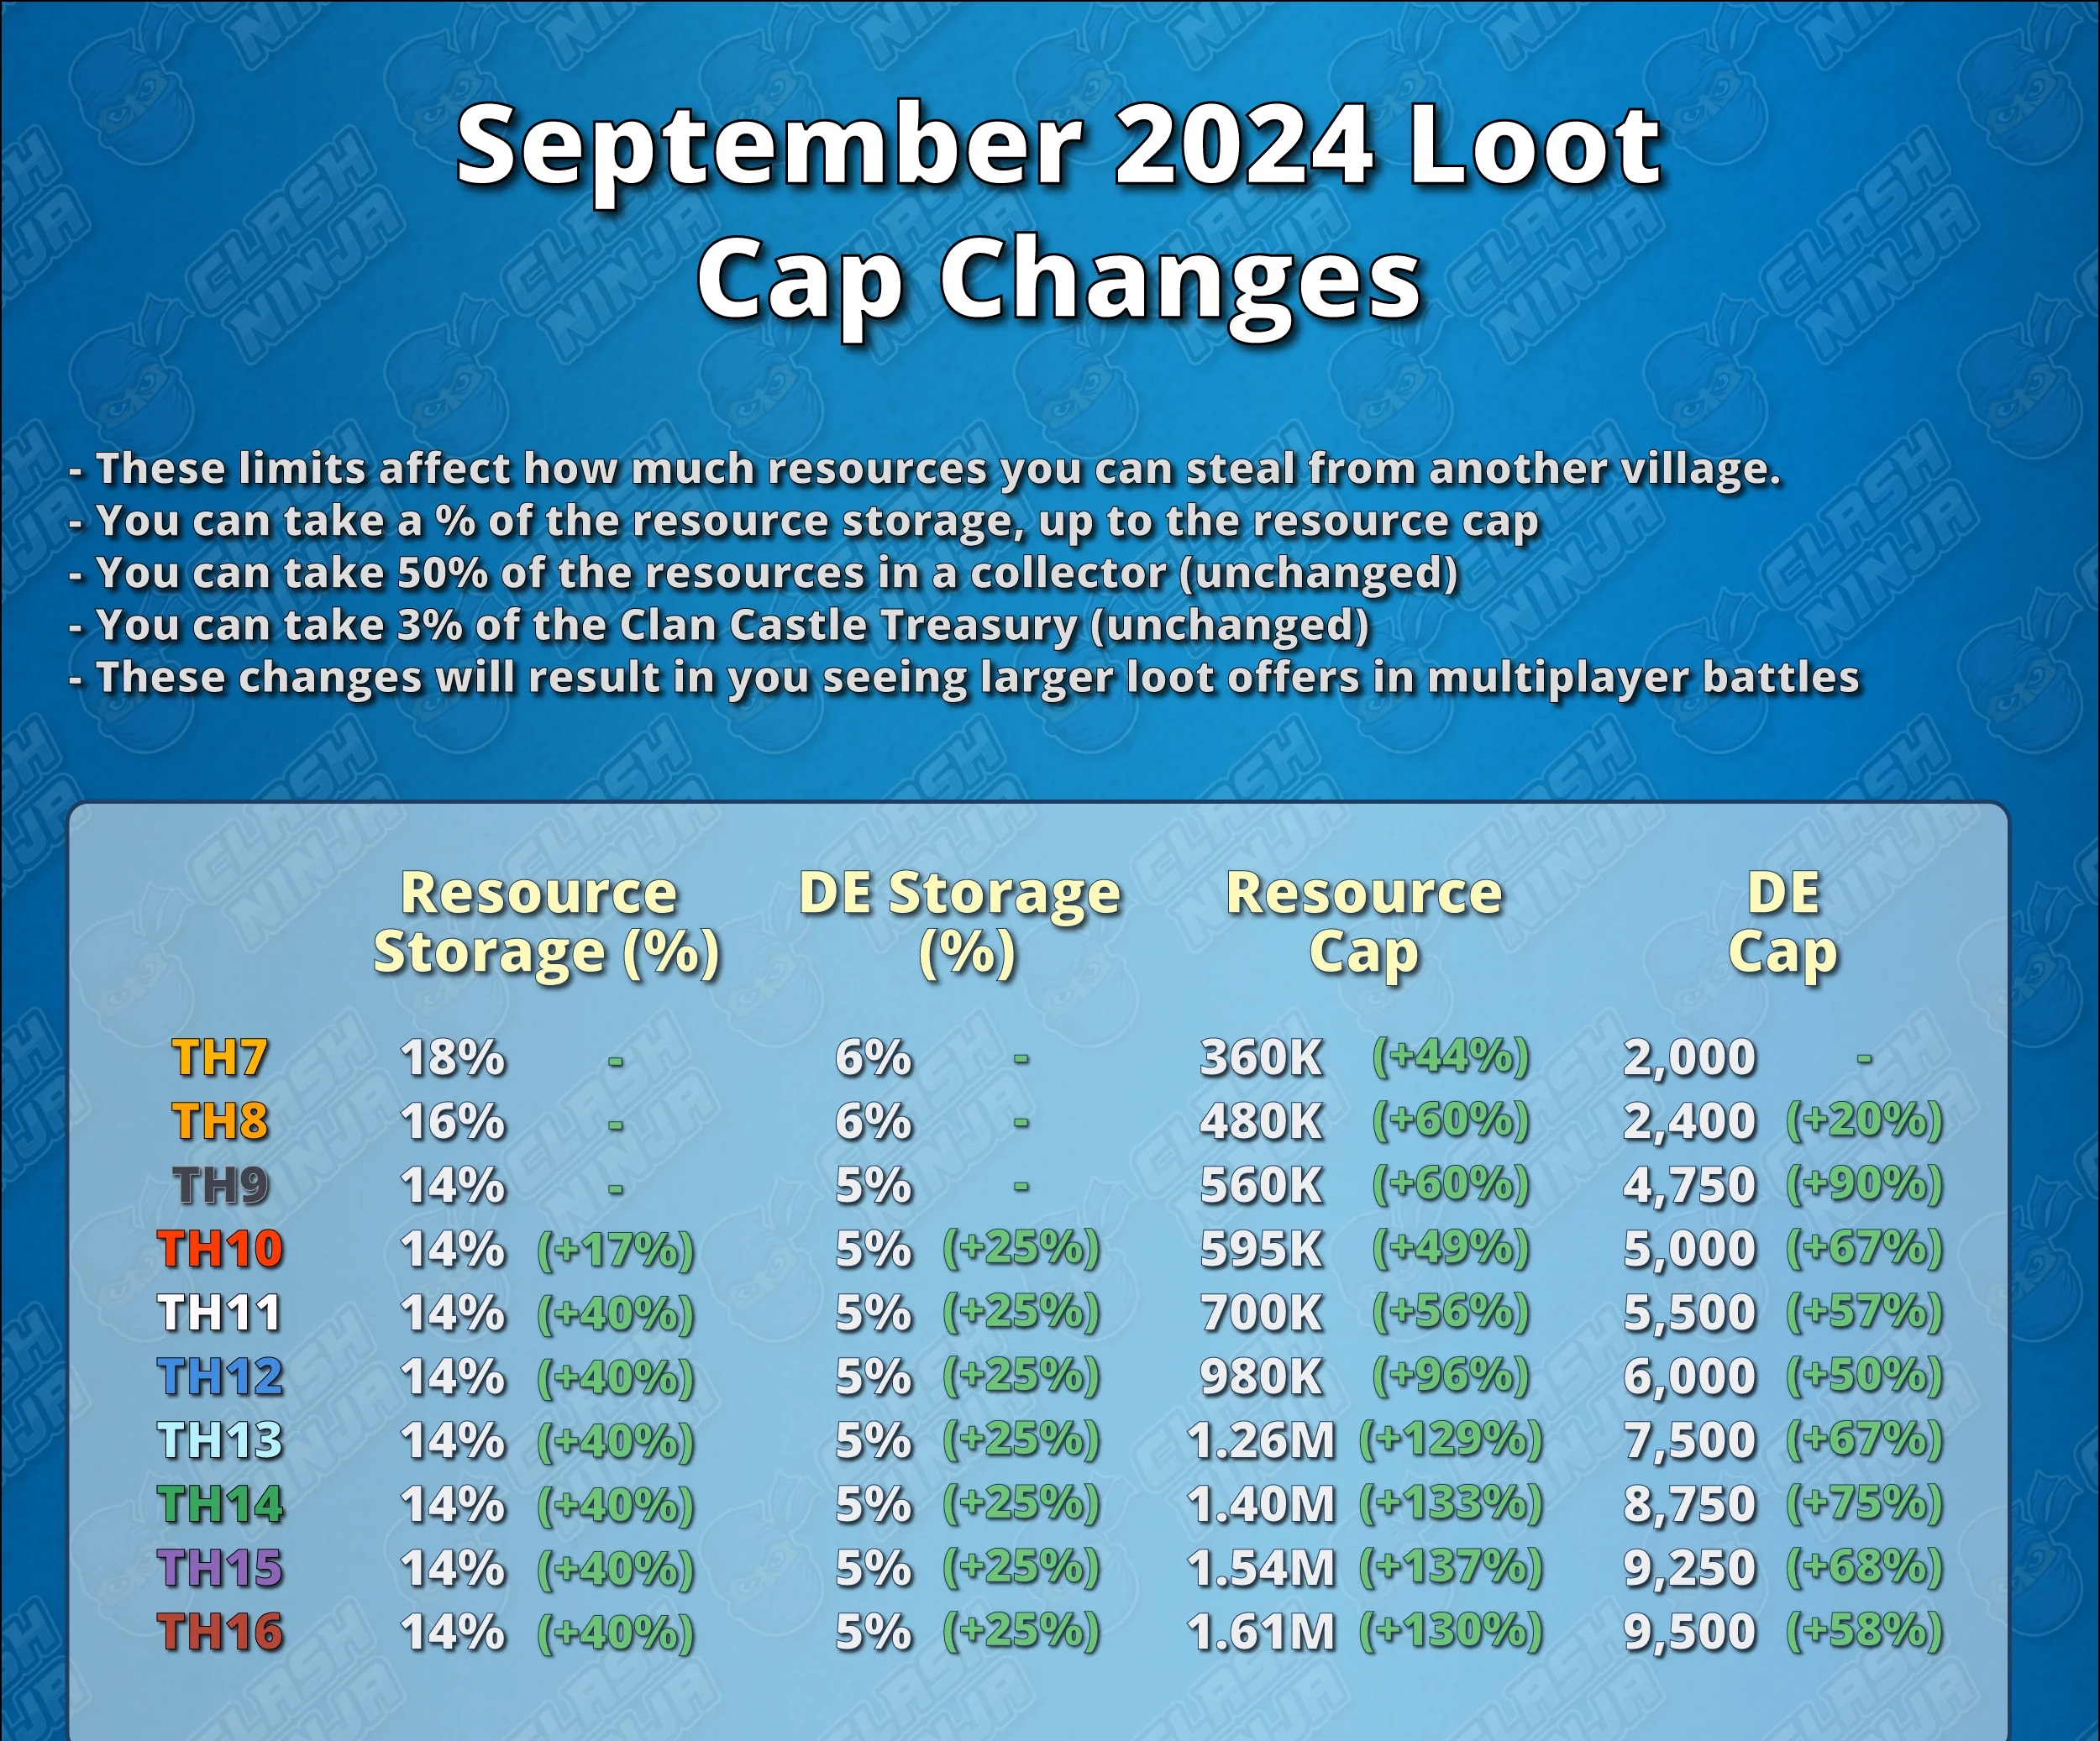 September 2024 Loot
Cap Changes
- These limits affect how much resources you can steal from another village.
- You can take a % of the resource storage, up to the resource cap
- You can take 50% of the resources in a collector (unchanged)
- You can take 3% of the Clan Castle Treasury (unchanged)
- These changes will result in you seeing larger loot offers in multiplayer battles
Resource Storage (%) DE Storage (%) Resource Cap DE Cap
TH7 18% - 6% - 360K (+44%) 2,000 -
TH8 16% - 6% - 480K (+60%) 2,400 (+20%)
TH9 14% - 5% - 560K (+60%) 4,750 (+90%)
TH10 14% (+17%) 5% (+25%) 595K (+49%) 5,000 (+67%)
TH11 14% (+40%) 5% (+25%) 700K (+56%) 5,500 (+57%)
TH12 14% (+40%) 5% (+25%) 980K (+96%) 6,000 (+50%)
TH13 14% (+40%) 5% (+25%) 1.26M (+129%) 7,500 (+67%)
TH14 14% (+40%) 5% (+25%) 1.40M (+133%) 8,750 (+75%)
TH15 14% (+40%) 5% (+25%) 1.54M (+137%) 9,250 (+68%)
TH16 14% (+40%) 5% (+25%) 1.61M (+130%) 9,500 (+58%)
CLASH NINJA